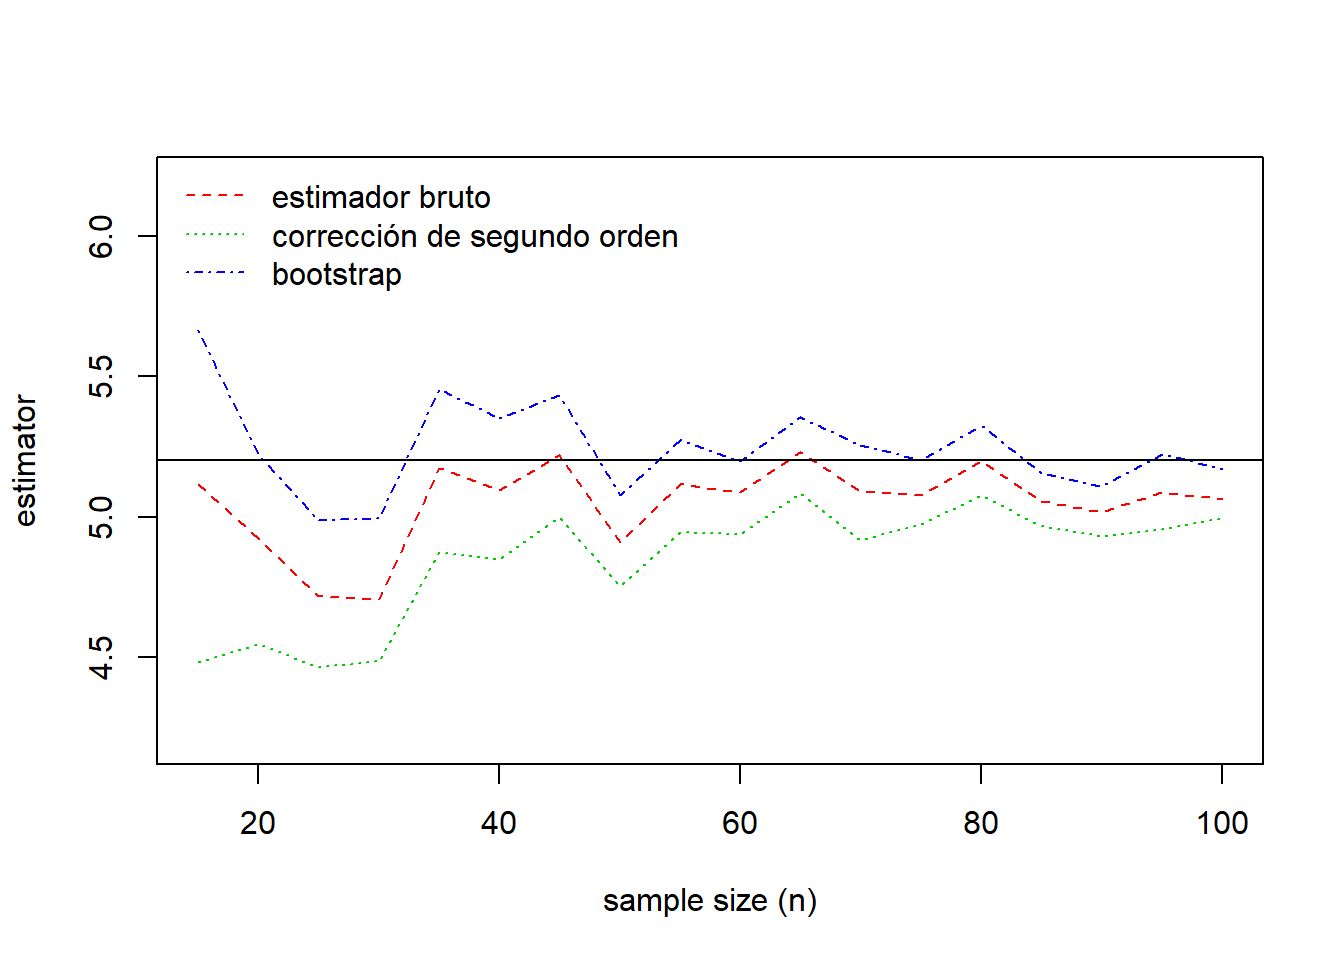 estimador bruto
corrección de segundo orden
bootstrap
6.0
5.5
5.0
4.5
estimator
20 40 60 80 100
sample size (n)